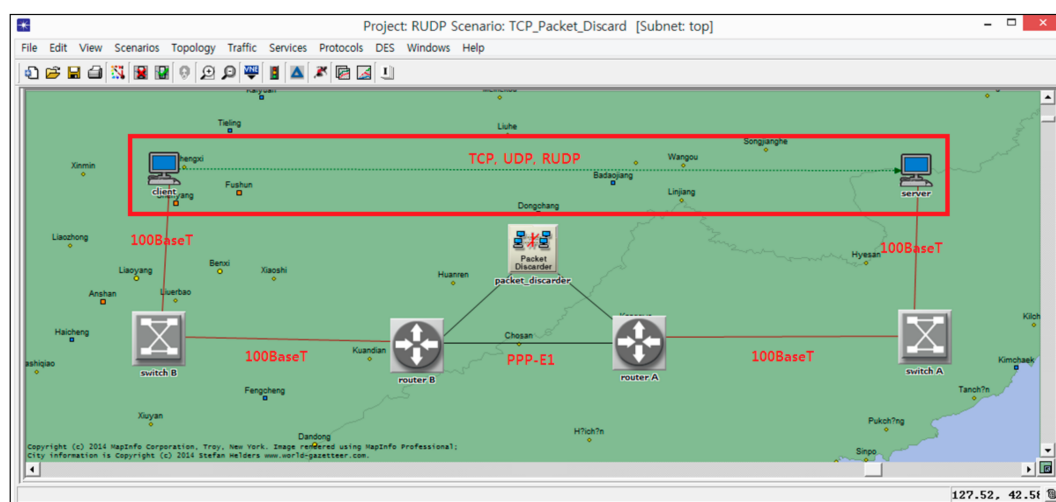 Project: RUDP Scenario: TCP_Packet_Discard [Subnet: top]
File Edit View Scenarios Topology Traffic Services Protocols DES Windows Help
Tieling
Liuhe
Songjianghe
Xinmin
TCP, UDP, RUDP
Wangou
Badaojiang
client
Fushun
Linjiang
server
Dongchang
Liaozhong
100BaseT
Packet
Discarder
packet_discarder
Hyesan
100BaseT
Liaoyang
Benxi
Xiaoshi
Huanren
Anshan
Liuerbao
Haicheng
Chosan
Kuandian
100BaseT
PPP-E1
100BaseT
Kimchaek
switch B
router B
router A
switch A
Fengcheng
Tanch?n
Xiuyan
Pukch?ng
Dandong
H?ich?n
Sinpo
Copyright (c) 2014 MapInfo Corporation, Troy, New York. Image rendered using MapInfo Professional;
City information is Copyright (c) 2014 Stefan Helders www.world-gazetteer.com.
127.52, 42.58